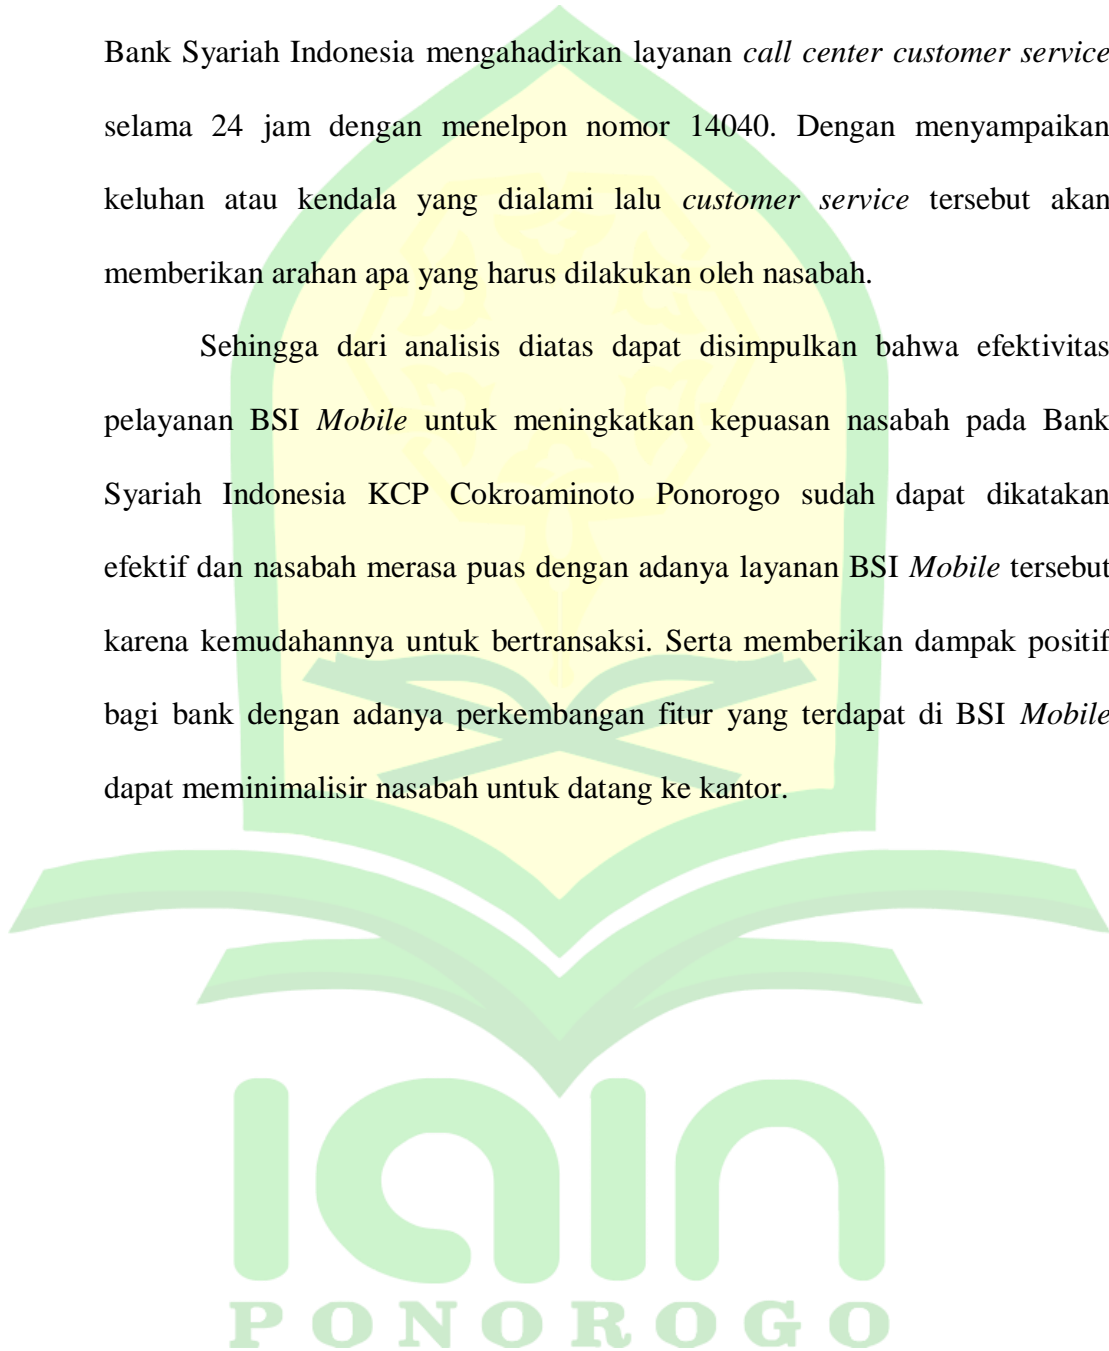 Bank Syariah Indonesia mengahadirkan layanan call center customer service
selama 24 jam dengan menelpon nomor 14040. Dengan menyampaikan
keluhan atau kendala yang dialami lalu customer service tersebut akan
memberikan arahan apa yang harus dilakukan oleh nasabah.
Sehingga dari analisis diatas dapat disimpulkan bahwa efektivitas
pelayanan BSI Mobile untuk meningkatkan kepuasan nasabah pada Bank
Syariah Indonesia KCP Cokroaminoto Ponorogo sudah dapat dikatakan
efektif dan nasabah merasa puas dengan adanya layanan BSI Mobile tersebut
karena kemudahannya untuk bertransaksi. Serta memberikan dampak positif
bagi bank dengan adanya perkembangan fitur yang terdapat di BSI Mobile
dapat meminimalisir nasabah untuk datang ke kantor.
iain
PONOROGO